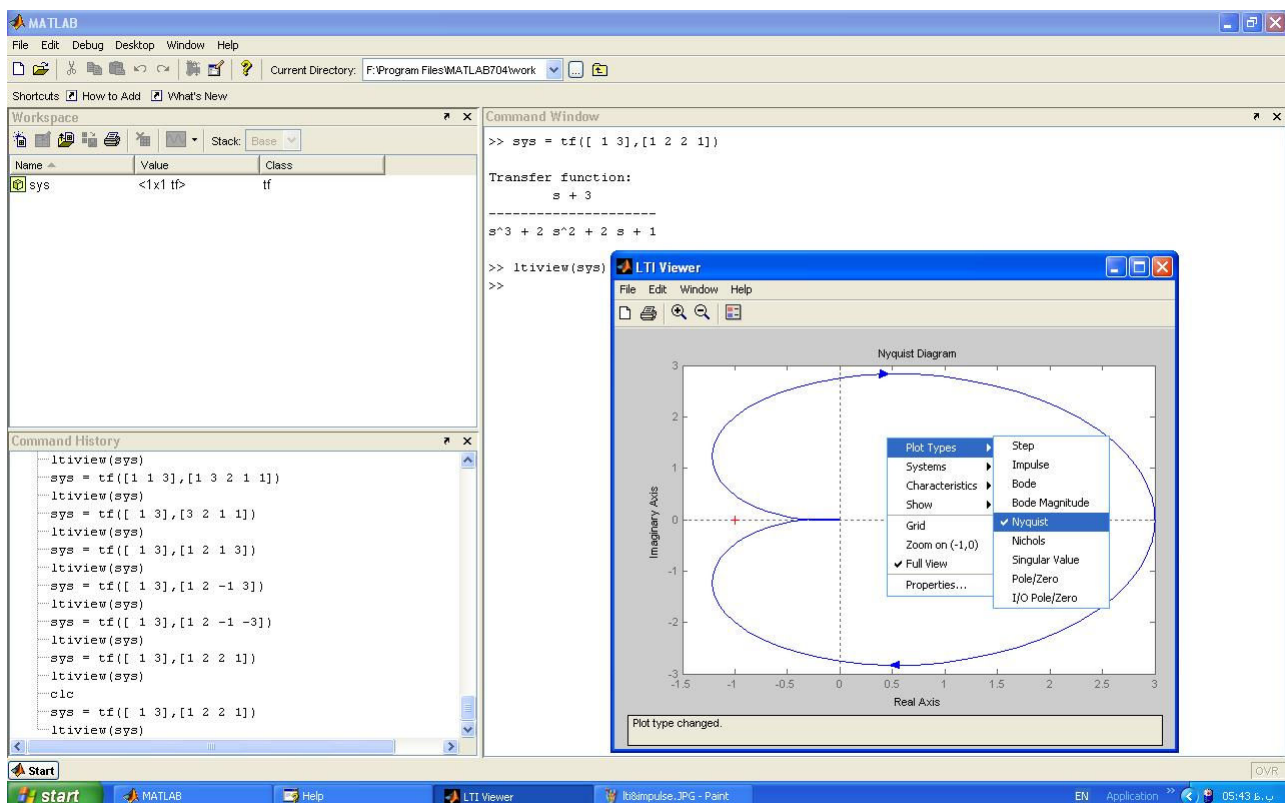 MATLAB
File Edit Debug Desktop Window Help
Current Directory: F:\Program Files\MATLAB704\work
Shortcuts How to Add What's New
Workspace
Stack: Base
Name Value Class
sys <1x1 tf> tf
Command History
ltiview(sys)
sys = tf([1 1 3],[1 3 2 1 1])
ltiview(sys)
sys = tf([ 1 3],[3 2 1 1])
ltiview(sys)
sys = tf([ 1 3],[1 2 1 3])
ltiview(sys)
sys = tf([ 1 3],[1 2 -1 3])
ltiview(sys)
sys = tf([ 1 3],[1 2 -1 -3])
ltiview(sys)
sys = tf([ 1 3],[1 2 2 1])
ltiview(sys)
clc
sys = tf([ 1 3],[1 2 2 1])
ltiview(sys)
Command Window
>> sys = tf([ 1 3],[1 2 2 1])
Transfer function:
s + 3
---------------------
s^3 + 2 s^2 + 2 s + 1
>> ltiview(sys)
>>
LTI Viewer
File Edit Window Help
Nyquist Diagram
Imaginary Axis
3
2
1
0
-1
-2
-3
-1.5 -1 -0.5 0 0.5 1 1.5 2 2.5 3
Real Axis
Plot Types
Systems
Characteristics
Show
Grid
Zoom on (-1,0)
Full View
Properties...
Step
Impulse
Bode
Bode Magnitude
Nyquist
Nichols
Singular Value
Pole/Zero
I/O Pole/Zero
Plot type changed.
Start
OVR
start MATLAB Help LTI Viewer lti8impulse.JPG - Paint EN Application 05:43 ب.ظ